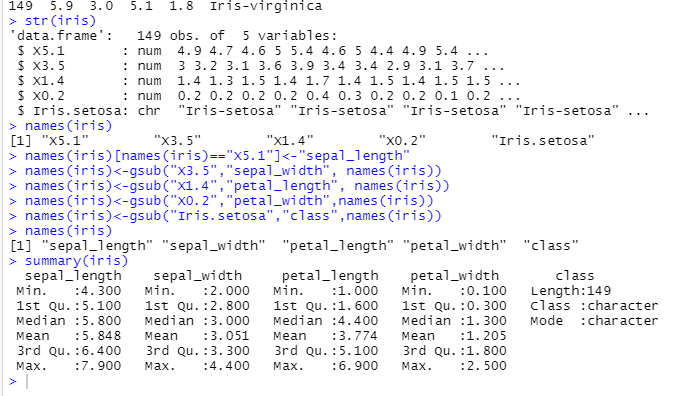 149  5.9  3.0  5.1  1.8  Iris-virginica
> str(iris)
'data.frame':   149 obs. of  5 variables:
 $ X5.1       : num  4.9 4.7 4.6 5 5.4 4.6 5 4.4 4.9 5.4 ...
 $ X3.5       : num  3 3.2 3.1 3.6 3.9 3.4 3.4 2.9 3.1 3.7 ...
 $ X1.4       : num  1.4 1.3 1.5 1.4 1.7 1.4 1.5 1.4 1.5 1.5 ...
 $ X0.2       : num  0.2 0.2 0.2 0.2 0.4 0.3 0.2 0.2 0.1 0.2 ...
 $ Iris.setosa: chr  "Iris-setosa" "Iris-setosa" "Iris-setosa" "Iris-setosa" ...
> names(iris)
[1] "X5.1"        "X3.5"        "X1.4"        "X0.2"        "Iris.setosa"
> names(iris)[names(iris)=="X5.1"]<-"sepal_length"
> names(iris)<-gsub("X3.5","sepal_width", names(iris))
> names(iris)<-gsub("X1.4","petal_length", names(iris))
> names(iris)<-gsub("X0.2","petal_width",names(iris))
> names(iris)<-gsub("Iris.setosa","class",names(iris))
> names(iris)
[1] "sepal_length" "sepal_width"  "petal_length" "petal_width"  "class"
> summary(iris)
  sepal_length    sepal_width     petal_length    petal_width       class
 Min.   :4.300   Min.   :2.000   Min.   :1.000   Min.   :0.100   Length:149
 1st Qu.:5.100   1st Qu.:2.800   1st Qu.:1.600   1st Qu.:0.300   Class :character
 Median :5.800   Median :3.000   Median :4.400   Median :1.300   Mode  :character
 Mean   :5.848   Mean   :3.051   Mean   :3.774   Mean   :1.205
 3rd Qu.:6.400   3rd Qu.:3.300   3rd Qu.:5.100   3rd Qu.:1.800
 Max.   :7.900   Max.   :4.400   Max.   :6.900   Max.   :2.500
>